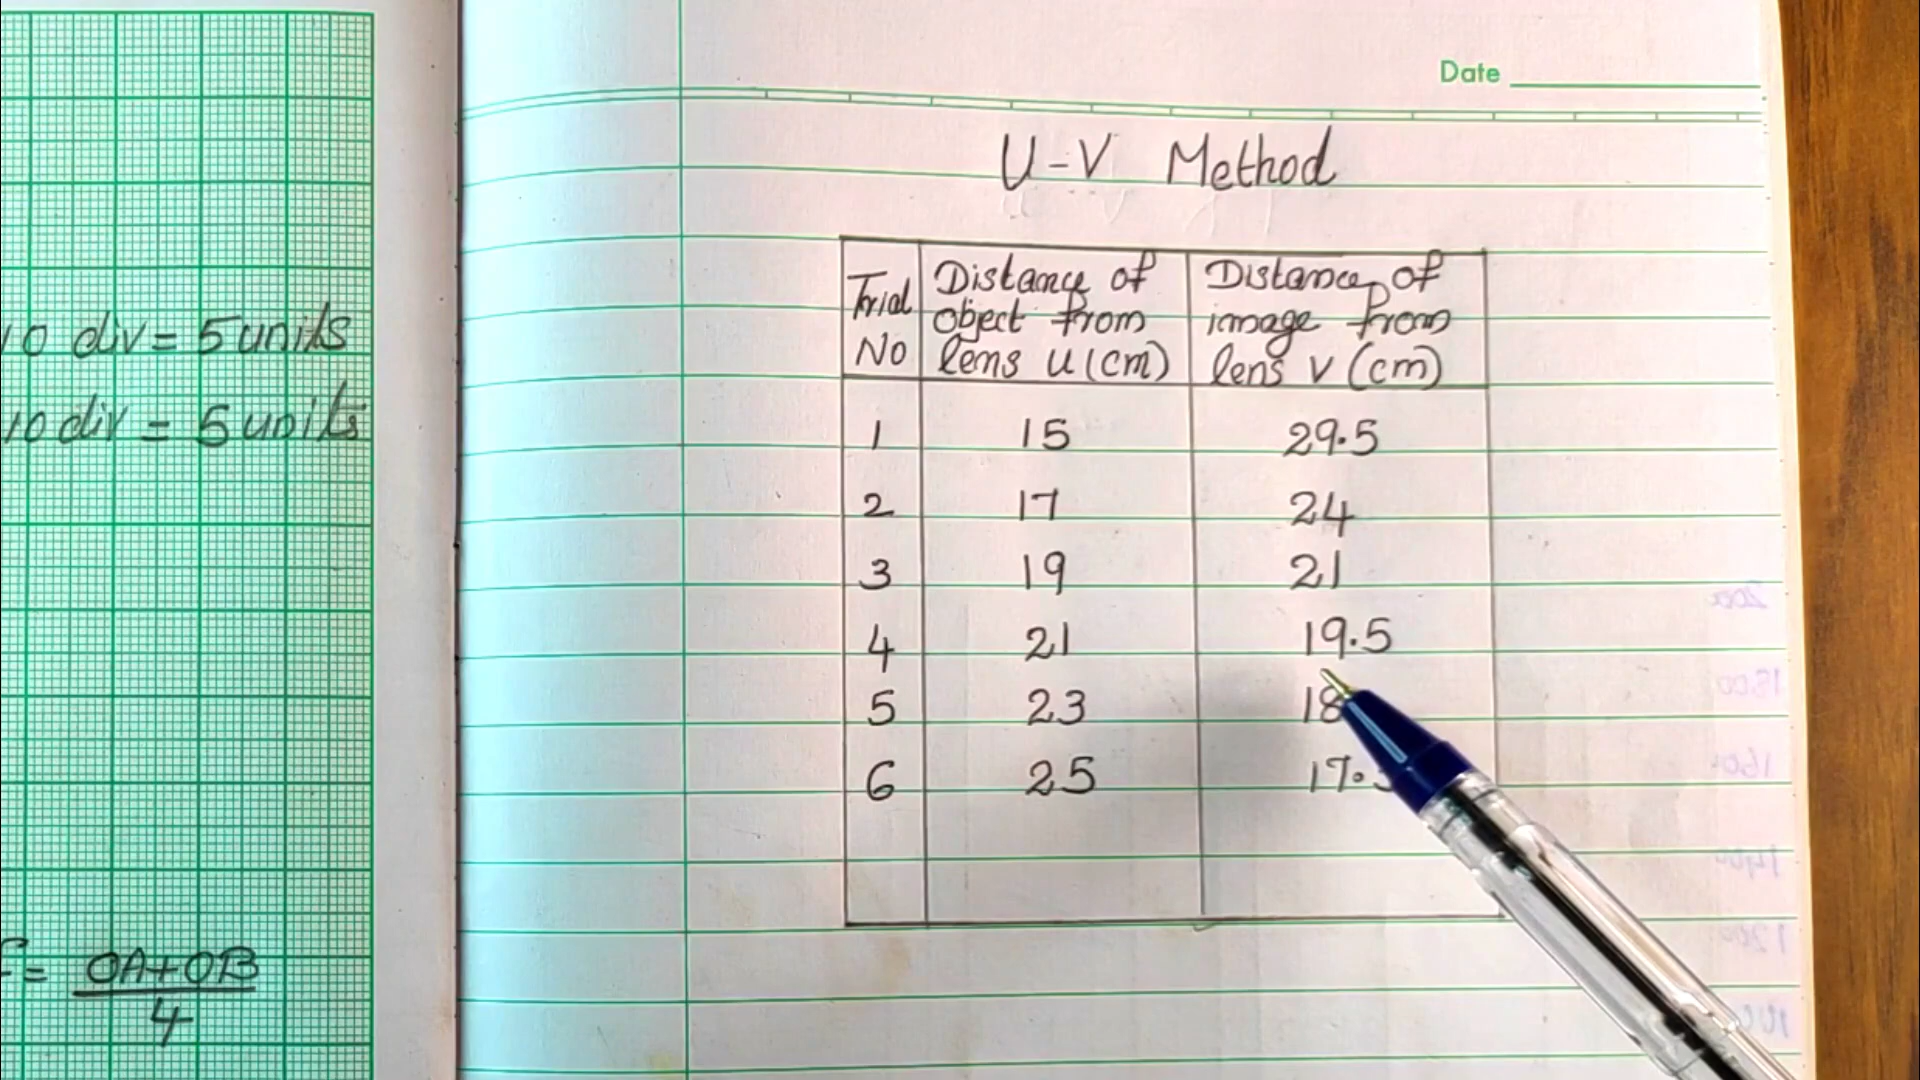 10 div = 5 units
10 div = 5 units
= OA+OB
4
Date
U-V Method
Trial No
Distance of object from lens u (cm)
Distance of image from lens v (cm)
1 15 29.5
2 17 24
3 19 21
4 21 19.5
5 23 18
6 25 17.